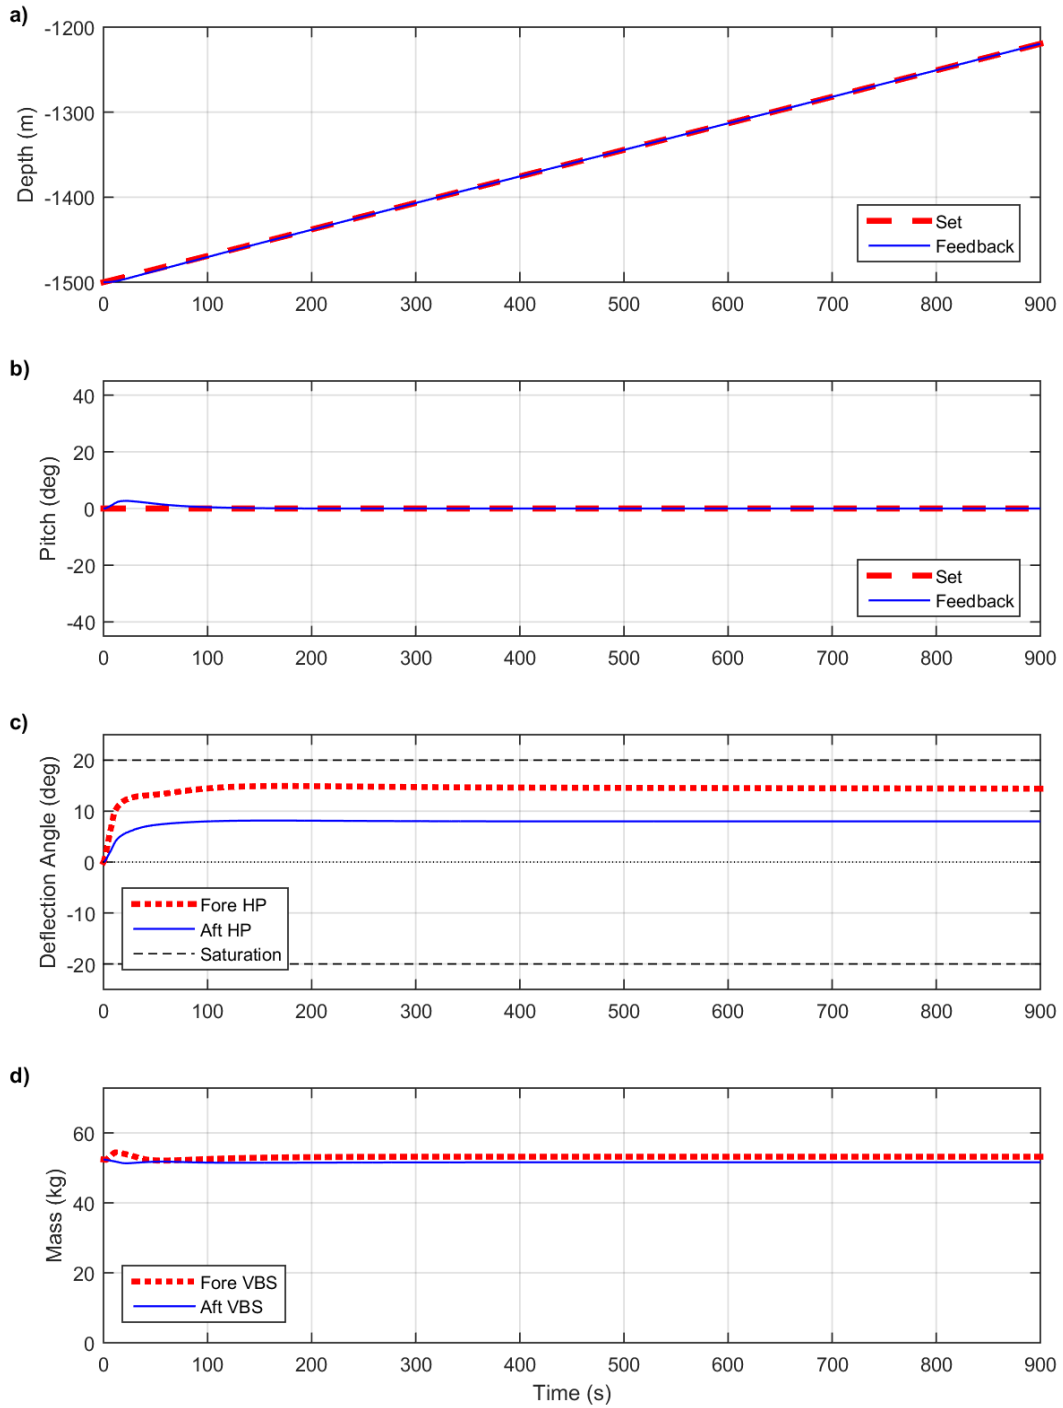 a)
-1200
-1300
-1400
-1500
Depth (m)
Set
Feedback
0 100 200 300 400 500 600 700 800 900
b)
40
20
0
-20
-40
Pitch (deg)
Set
Feedback
0 100 200 300 400 500 600 700 800 900
c)
20
10
0
-10
-20
Deflection Angle (deg)
Fore HP
Aft HP
Saturation
0 100 200 300 400 500 600 700 800 900
d)
60
40
20
0
Mass (kg)
Fore VBS
Aft VBS
0 100 200 300 400 500 600 700 800 900
Time (s)